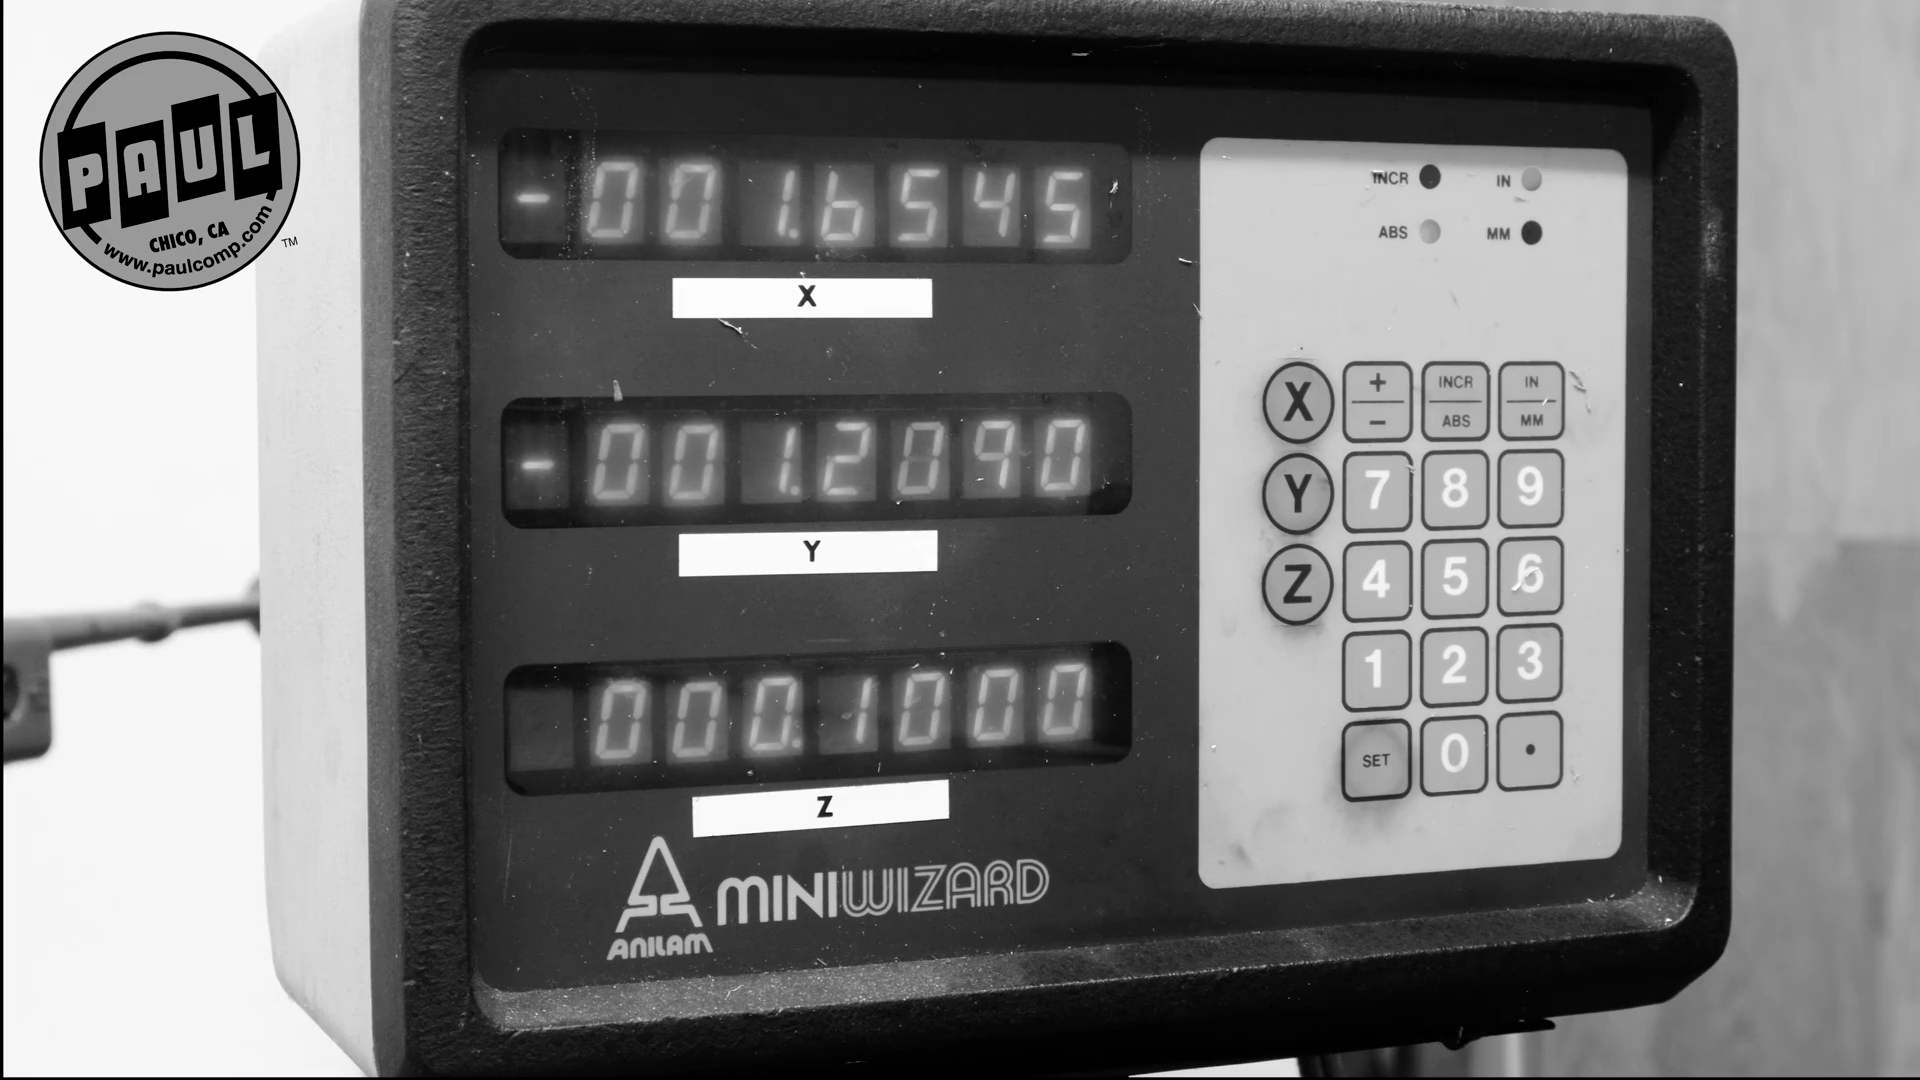 PAUL
CHICO, CA
www.paulcomp.com
TM
- 001.6545
X
- 001.2090
Y
000.1000
Z
ANILAM
MINIWIZARD
INCR IN
ABS MM
X + - INCR ABS IN MM
Y 7 8 9
Z 4 5 6
1 2 3
SET 0 .